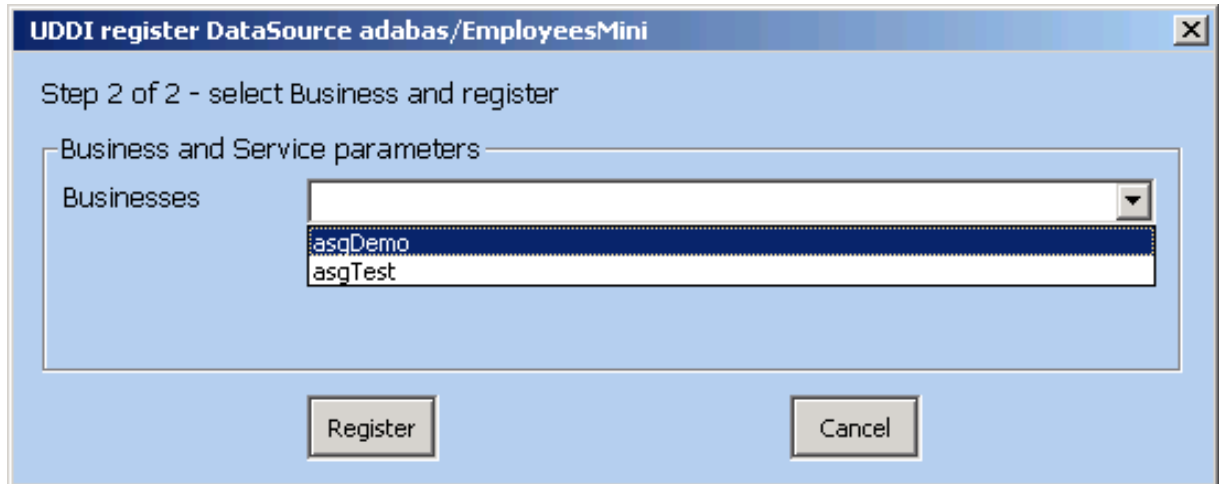 UDDI register DataSource adabas/EmployeesMini
Step 2 of 2 - select Business and register
Business and Service parameters
Businesses
asgDemo
asgTest
Register Cancel